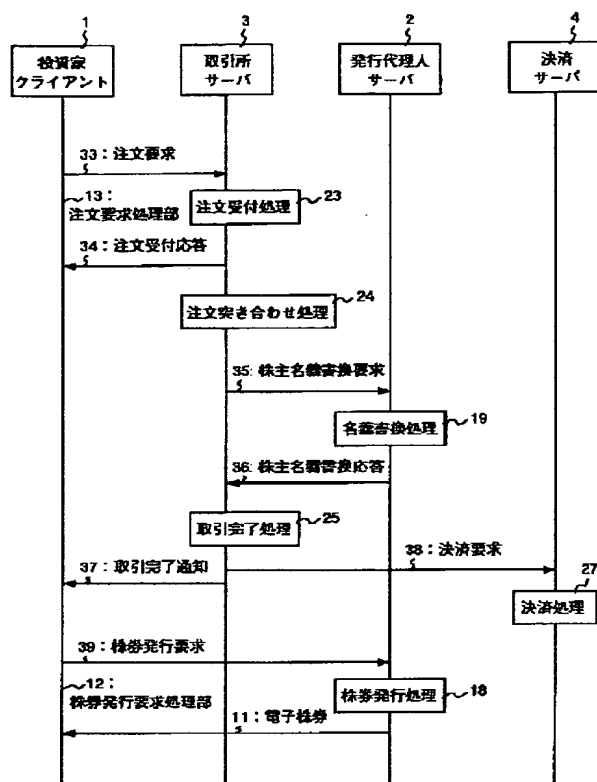 1
3
2
4
投資家
クライアント
取引所
サーバ
発行代理人
サーバ
決済
サーバ
33：注文要求
13：
注文要求処理部
注文受付処理
23
34：注文受付応答
注文突き合わせ処理
24
35：株主名義書換要求
名義書換処理
19
36：株主名義書換応答
取引完了処理
25
38：決済要求
37：取引完了通知
27
決済処理
39：株券発行要求
12：
株券発行要求処理部
株券発行処理
18
11：電子株券